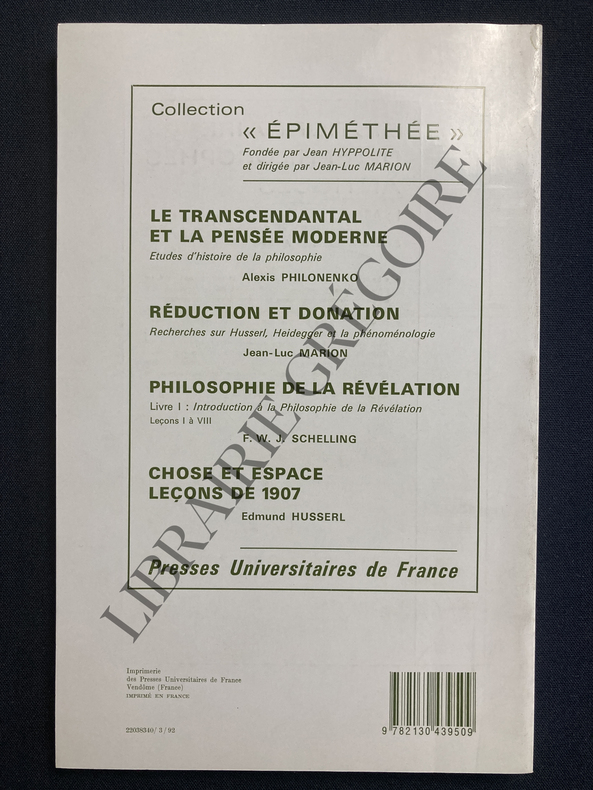 Collection
« ÉPIMÉTHÉE »
Fondée par Jean HYPPOLITE
et dirigée par Jean-Luc MARION
LE TRANSCENDANTAL
ET LA PENSÉE MODERNE
Etudes d'histoire de la philosophie
Alexis PHILONENKO
RÉDUCTION ET DONATION
Recherches sur Husserl, Heidegger et la phénoménologie
Jean-Luc MARION
PHILOSOPHIE DE LA RÉVÉLATION
Livre I : Introduction à la Philosophie de la Révélation
Leçons I à VIII
F. W. J. SCHELLING
CHOSE ET ESPACE
LEÇONS DE 1907
Edmund HUSSERL
Presses Universitaires de France
LIBRAIRIE GRÉGOIRE
Imprimerie
des Presses Universitaires de France
Vendôme (France)
IMPRIMÉ EN FRANCE
22038340/ 3 / 92
9 782130 439509